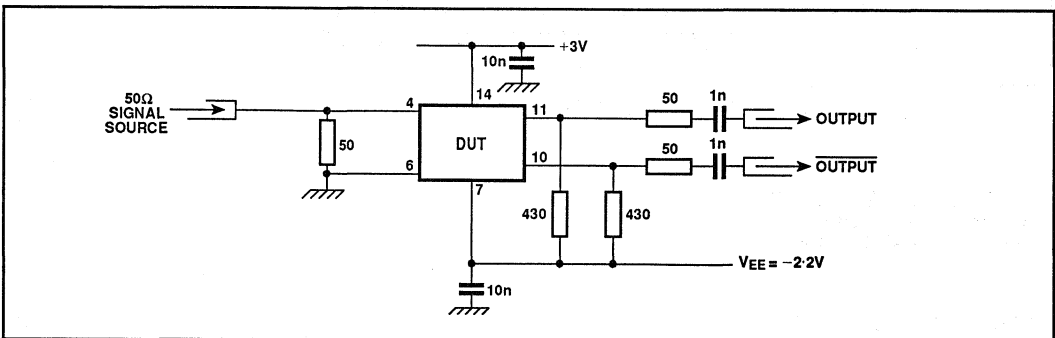 +3V
10n
50Ω
SIGNAL
SOURCE
4
14
11
50
1n
OUTPUT
50
DUT
6
10
50
1n
OUTPUT
7
430
430
VEE = −2·2V
10n